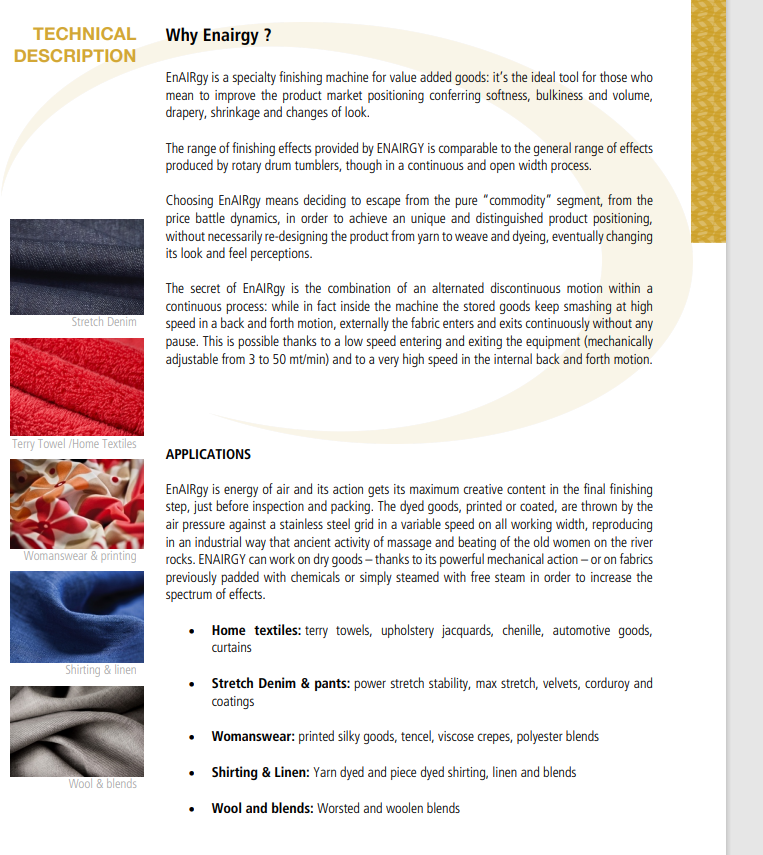 TECHNICAL
DESCRIPTION
Why Enairgy ?
EnAIRgy is a specialty finishing machine for value added goods: it's the ideal tool for those who
mean to improve the product market positioning conferring softness, bulkiness and volume,
drapery, shrinkage and changes of look.
The range of finishing effects provided by ENAIRGY is comparable to the general range of effects
produced by rotary drum tumblers, though in a continuous and open width process.
Choosing EnAIRgy means deciding to escape from the pure “commodity” segment, from the
price battle dynamics, in order to achieve an unique and distinguished product positioning,
without necessarily re-designing the product from yarn to weave and dyeing, eventually changing
its look and feel perceptions.
The secret of EnAIRgy is the combination of an alternated discontinuous motion within a
continuous process: while in fact inside the machine the stored goods keep smashing at high
speed in a back and forth motion, externally the fabric enters and exits continuously without any
pause. This is possible thanks to a low speed entering and exiting the equipment (mechanically
adjustable from 3 to 50 mt/min) and to a very high speed in the internal back and forth motion.
Stretch Denim
Terry Towel /Home Textiles
Womanswear & printing
Shirting & linen
Wool & blends
APPLICATIONS
EnAIRgy is energy of air and its action gets its maximum creative content in the final finishing
step, just before inspection and packing. The dyed goods, printed or coated, are thrown by the
air pressure against a stainless steel grid in a variable speed on all working width, reproducing
in an industrial way that ancient activity of massage and beating of the old women on the river
rocks. ENAIRGY can work on dry goods – thanks to its powerful mechanical action – or on fabrics
previously padded with chemicals or simply steamed with free steam in order to increase the
spectrum of effects.
• Home textiles: terry towels, upholstery jacquards, chenille, automotive goods,
curtains
• Stretch Denim & pants: power stretch stability, max stretch, velvets, corduroy and
coatings
• Womanswear: printed silky goods, tencel, viscose crepes, polyester blends
• Shirting & Linen: Yarn dyed and piece dyed shirting, linen and blends
• Wool and blends: Worsted and woolen blends